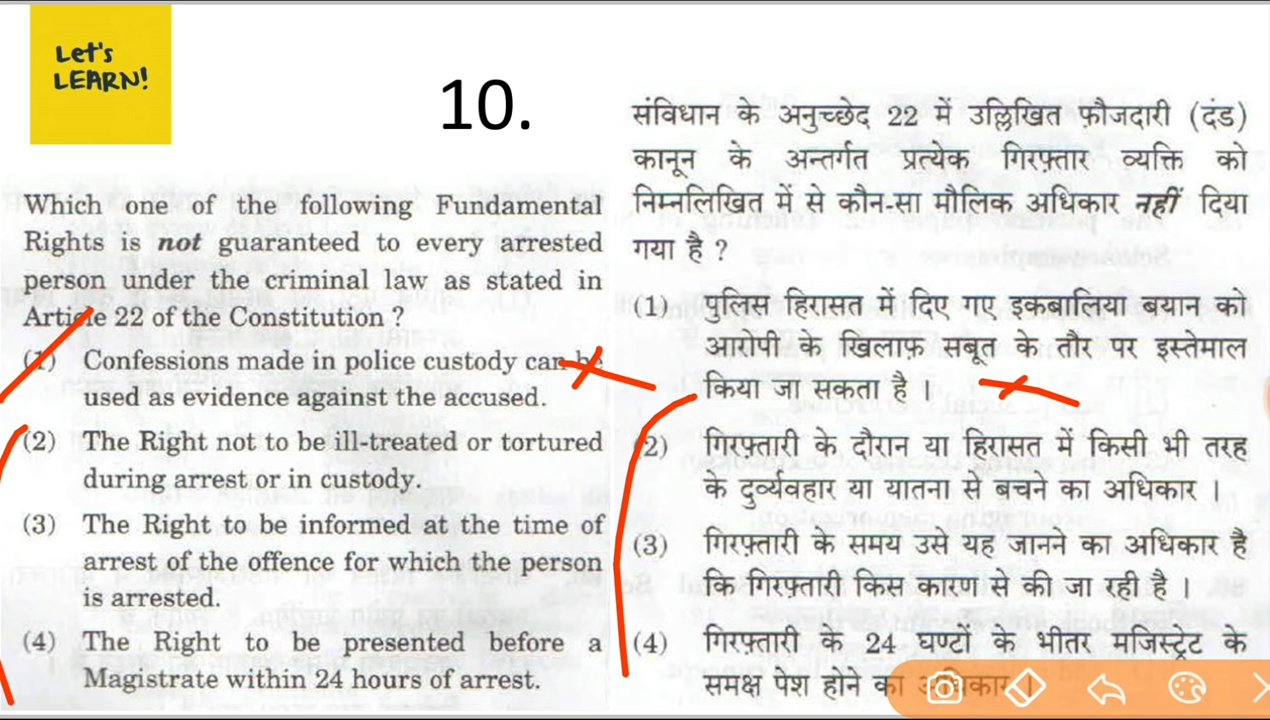 Let's
LEARN!
10.
Which one of the following Fundamental
Rights is not guaranteed to every arrested
person under the criminal law as stated in
Article 22 of the Constitution ?
(1) Confessions made in police custody can be
used as evidence against the accused.
(2) The Right not to be ill-treated or tortured
during arrest or in custody.
(3) The Right to be informed at the time of
arrest of the offence for which the person
is arrested.
(4) The Right to be presented before a
Magistrate within 24 hours of arrest.
संविधान के अनुच्छेद 22 में उल्लिखित फ़ौजदारी (दंड)
कानून के अन्तर्गत प्रत्येक गिरफ़्तार व्यक्ति को
निम्नलिखित में से कौन-सा मौलिक अधिकार नहीं दिया
गया है ?
(1) पुलिस हिरासत में दिए गए इकबालिया बयान को
आरोपी के खिलाफ़ सबूत के तौर पर इस्तेमाल
किया जा सकता है ।
(2) गिरफ़्तारी के दौरान या हिरासत में किसी भी तरह
के दुर्व्यवहार या यातना से बचने का अधिकार ।
(3) गिरफ़्तारी के समय उसे यह जानने का अधिकार है
कि गिरफ़्तारी किस कारण से की जा रही है ।
(4) गिरफ़्तारी के 24 घण्टों के भीतर मजिस्ट्रेट के
समक्ष पेश होने का अधिकार ।